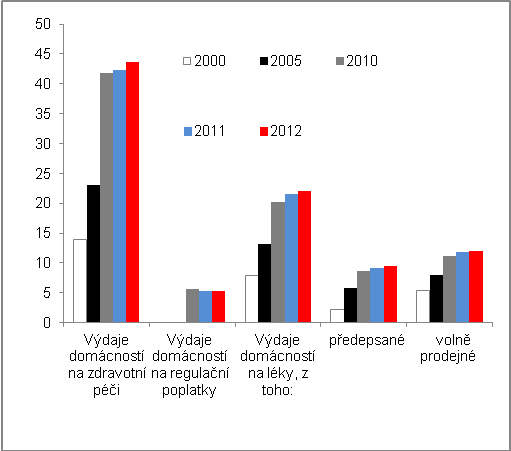 50
45
40
35
30
25
20
15
10
5
0
2000 2005 2010
2011 2012
Výdaje domácností na zdravotní péči
Výdaje domácností na regulační poplatky
Výdaje domácností na léky, z toho:
předepsané
volně prodejné